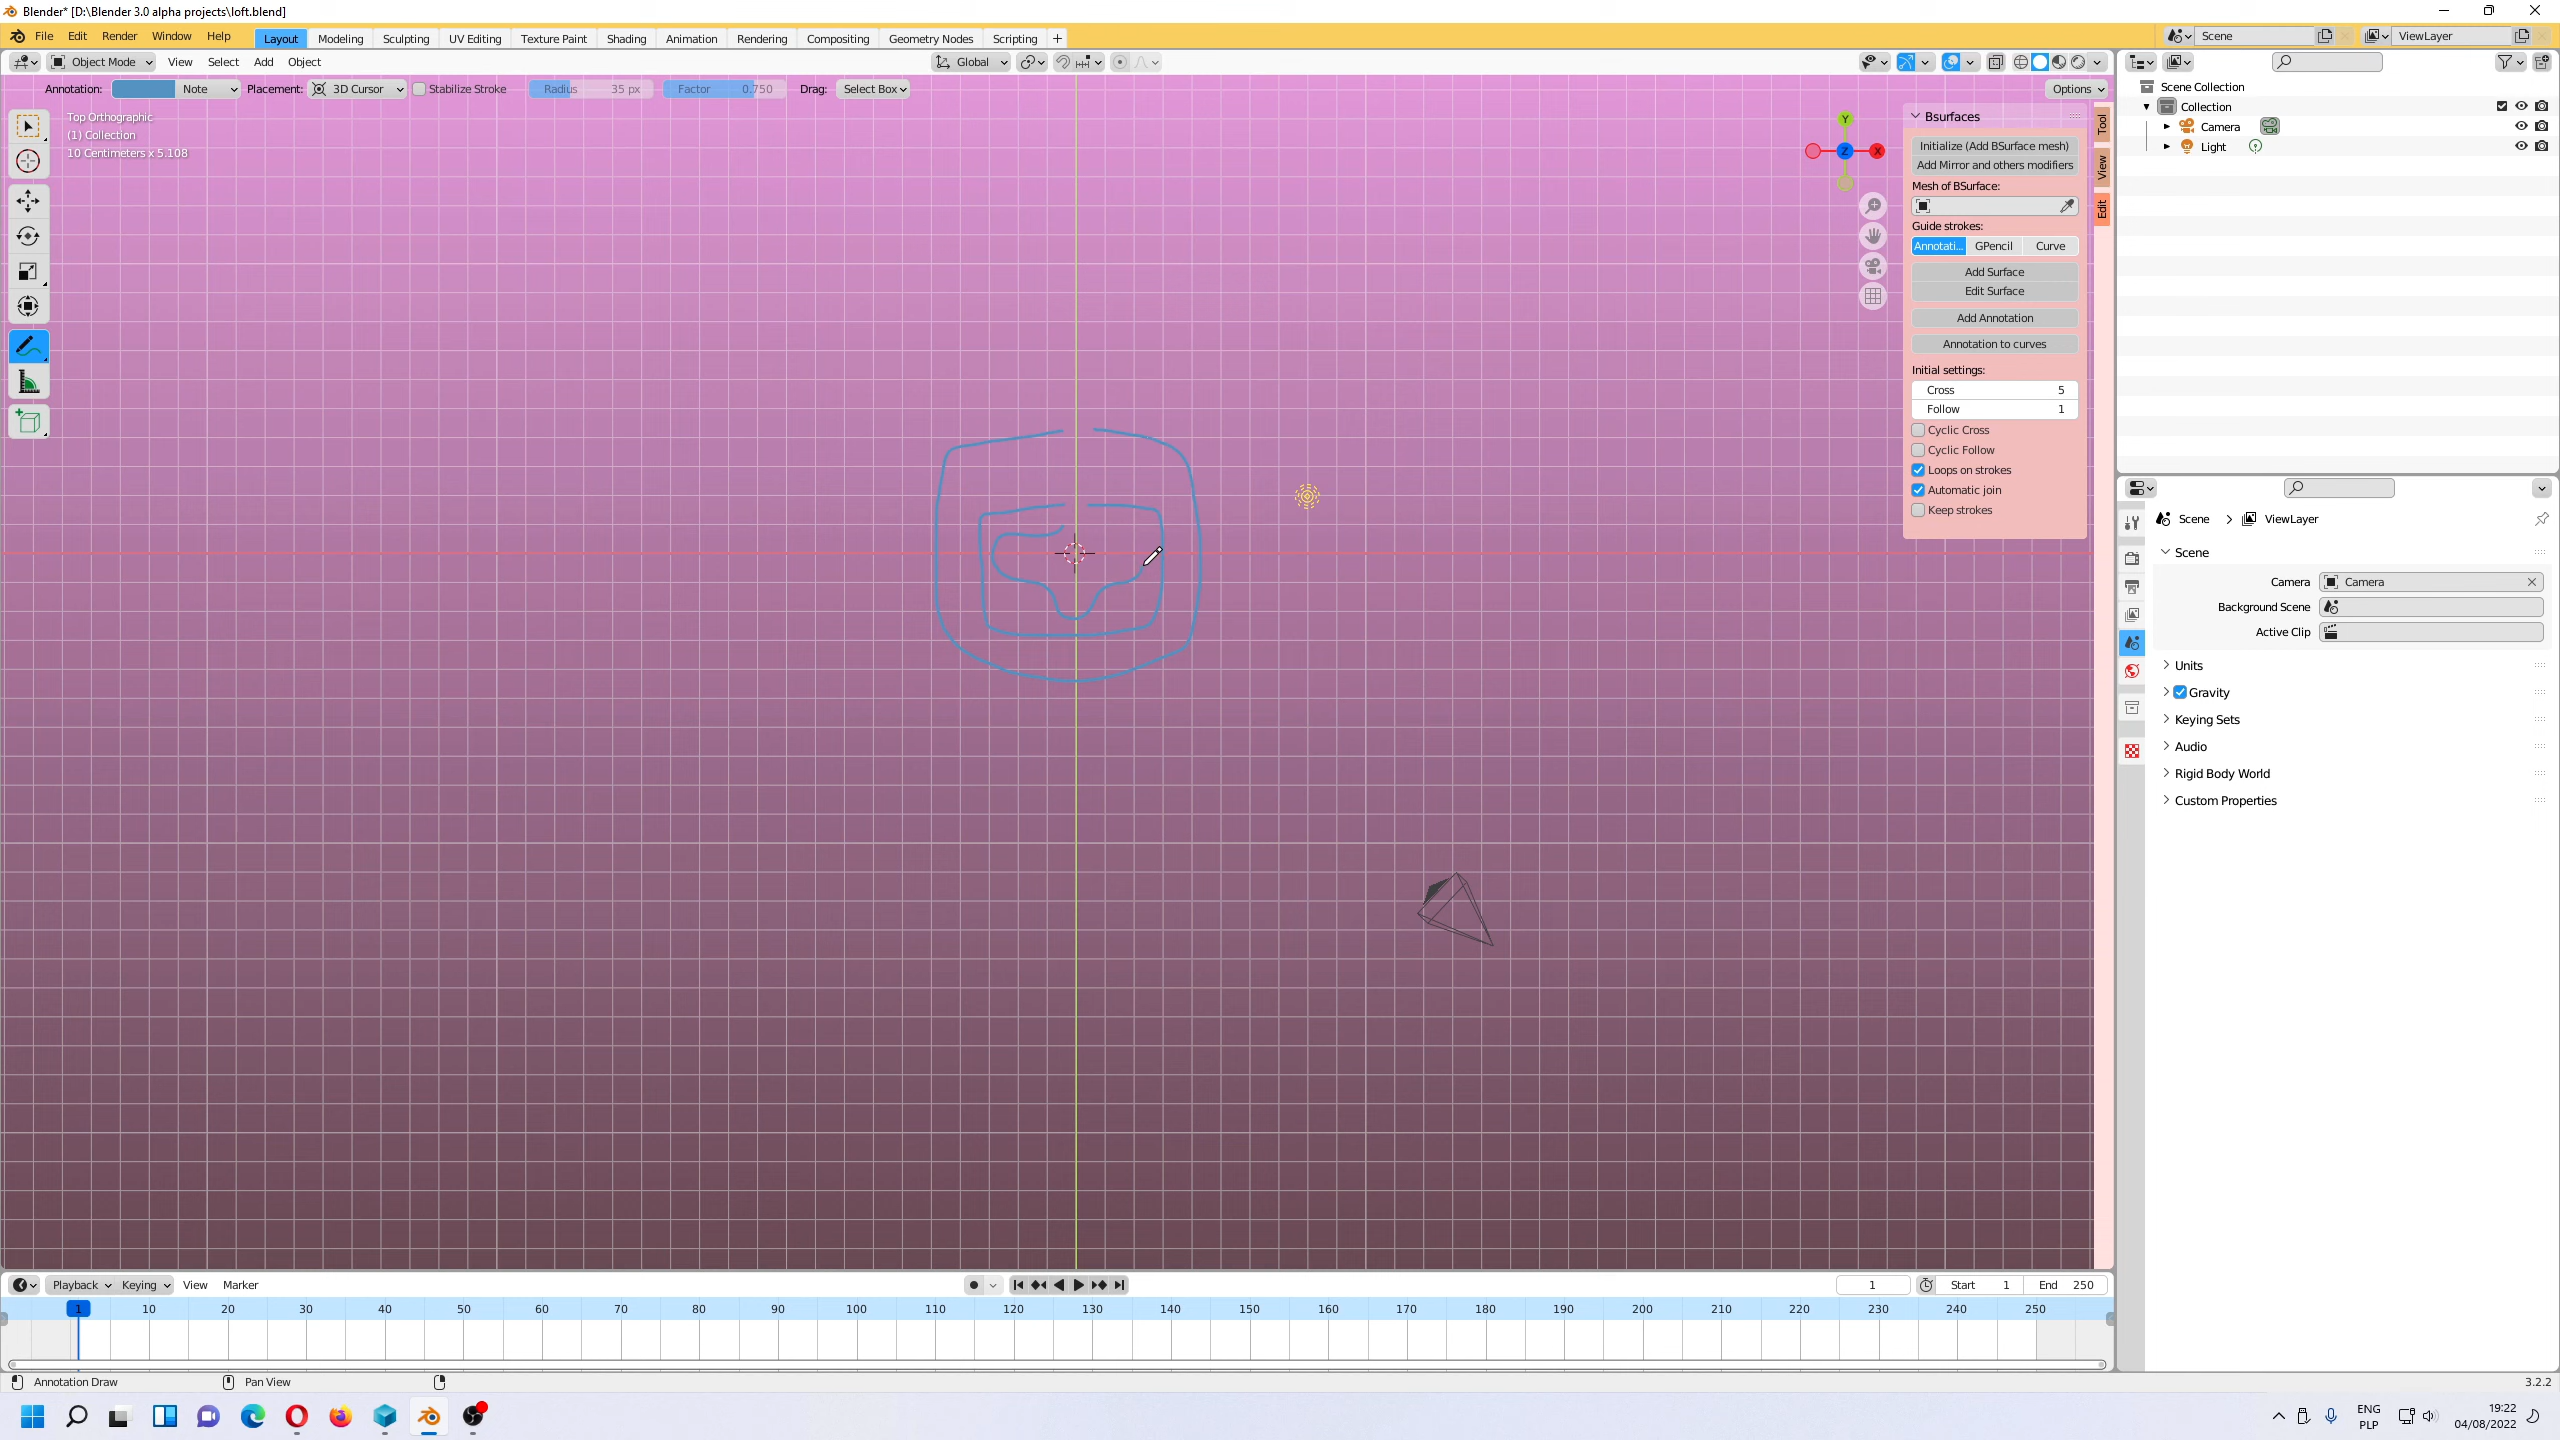 Blender* [D:\Blender 3.0 alpha projects\loft.blend]
File Edit Render Window Help Layout Modeling Sculpting UV Editing Texture Paint Shading Animation Rendering Compositing Geometry Nodes Scripting + Scene ViewLayer
Object Mode View Select Add Object Global
Annotation: Note Placement: 3D Cursor Stabilize Stroke Radius 35 px Factor 0.750 Drag: Select Box Options
Top Orthographic
(1) Collection
10 Centimeters x 5.108
Y
Z
X
Bsurfaces
Initialize (Add BSurface mesh)
Add Mirror and others modifiers
Mesh of BSurface:
Guide strokes:
Annotati... GPencil Curve
Add Surface
Edit Surface
Add Annotation
Annotation to curves
Initial settings:
Cross 5
Follow 1
Cyclic Cross
Cyclic Follow
Loops on strokes
Automatic join
Keep strokes
Tool
View
Edit
Scene Collection
Collection
Camera
Light
Scene > ViewLayer
Scene
Camera Camera
Background Scene
Active Clip
Units
Gravity
Keying Sets
Audio
Rigid Body World
Custom Properties
Playback Keying View Marker 1 Start 1 End 250
1 10 20 30 40 50 60 70 80 90 100 110 120 130 140 150 160 170 180 190 200 210 220 230 240 250
Annotation Draw Pan View 3.2.2
ENG
PLP
19:22
04/08/2022